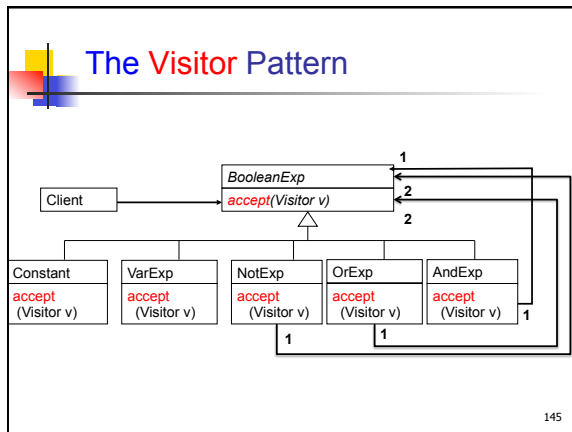 The Visitor Pattern
1
BooleanExp
accept(Visitor v)
Client
2
2
Constant
accept
(Visitor v)
VarExp
accept
(Visitor v)
NotExp
accept
(Visitor v)
OrExp
accept
(Visitor v)
AndExp
accept
(Visitor v)
1
1
1
145